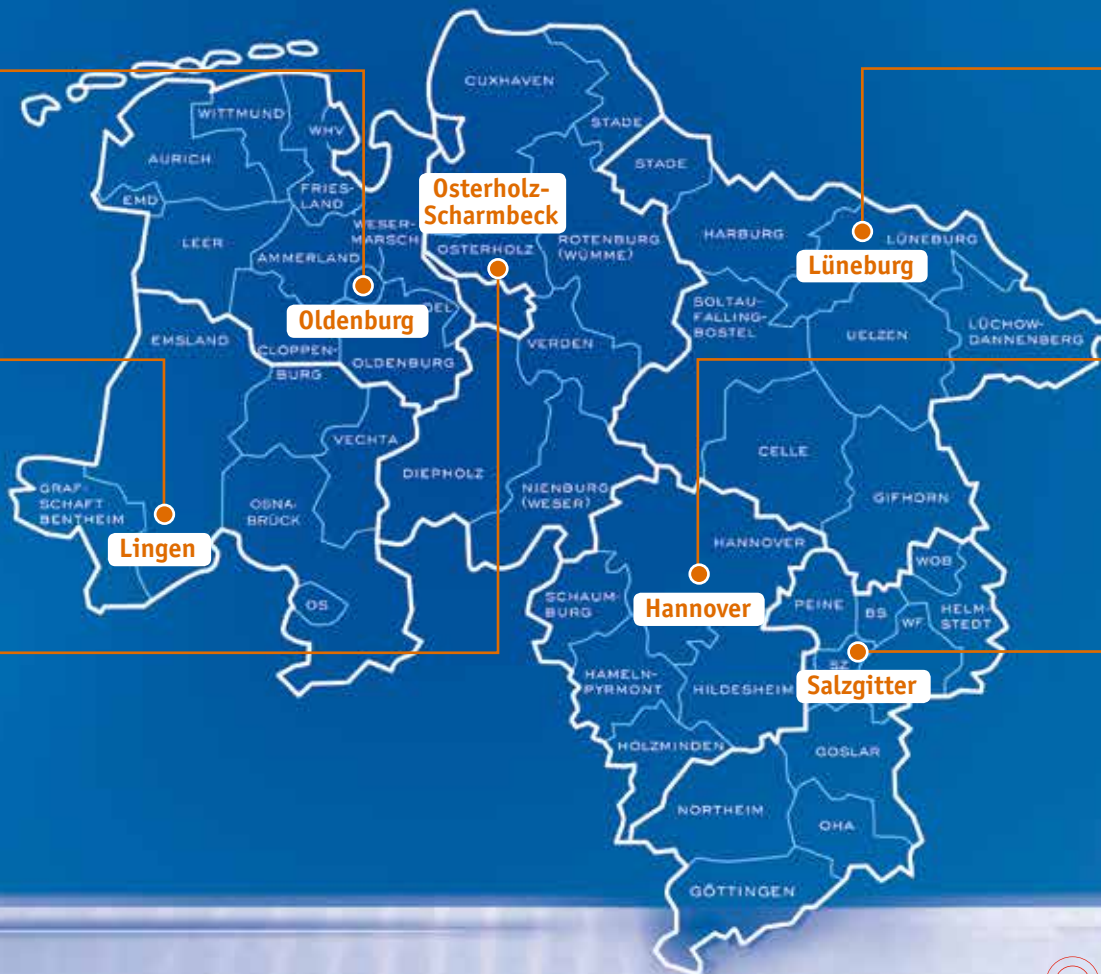 CUXHAVEN
WITTMUND
WHV
STADE
AURICH
STADE
EMD
FRIES-
LAND
Osterholz-
Scharmbeck
WESER-
MARSCH
LEER
AMMERLAND
OSTERHOLZ
ROTENBURG
(WÜMME)
HARBURG
LÜNEBURG
Lüneburg
Oldenburg
DEL
SOLTAU-
FALLING-
BOSTEL
EMSLAND
CLOPPEN-
BURG
OLDENBURG
VERDEN
UELZEN
LÜCHOW-
DANNENBERG
VECHTA
DIEPHOLZ
CELLE
GRAF-
SCHAFT
BENTHEIM
OSNA-
BRÜCK
NIENBURG
(WESER)
GIFHORN
Lingen
HANNOVER
WOB
OS
SCHAUM-
BURG
Hannover
PEINE
BS
WF
HELM-
STEDT
SZ
HAMELN-
PYRMONT
HILDESHEIM
Salzgitter
HOLZMINDEN
GOSLAR
NORTHEIM
OHA
GÖTTINGEN